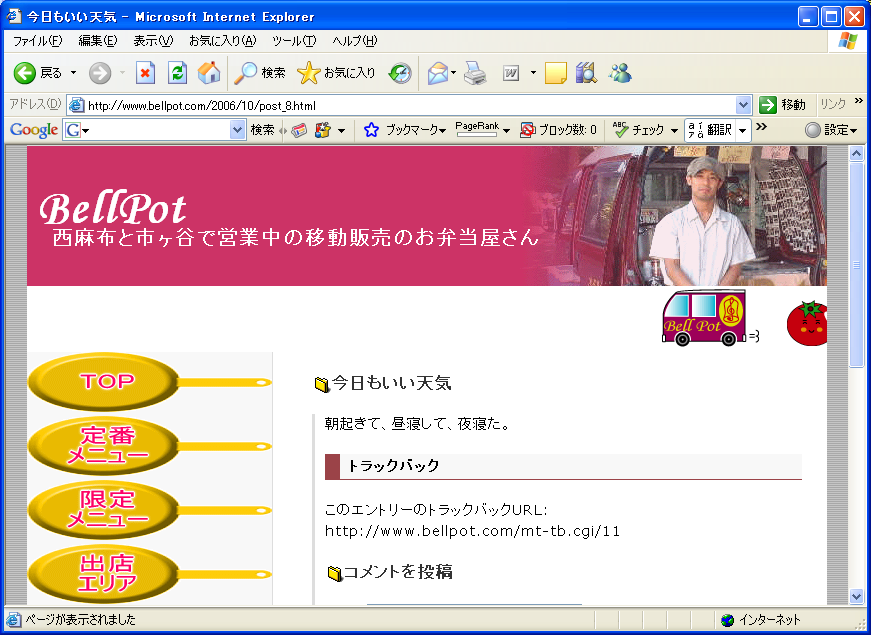 今日もいい天気 - Microsoft Internet Explorer
ファイル(F) 編集(E) 表示(V) お気に入り(A) ツール(T) ヘルプ(H)
戻る 検索 お気に入り W
アドレス(D) http://www.bellpot.com/2006/10/post_8.html 移動 リンク »
Google G 検索 ブックマーク PageRank ブロック数: 0 ABC チェック 翻訳 » 設定
BellPot
西麻布と市ヶ谷で営業中の移動販売のお弁当屋さん
Bell Pot
TOP
定番
メニュー
限定
メニュー
出店
エリア
今日もいい天気
朝起きて、昼寝して、夜寝た。
トラックバック
このエントリーのトラックバックURL:
http://www.bellpot.com/mt-tb.cgi/11
コメントを投稿
ページが表示されました インターネット